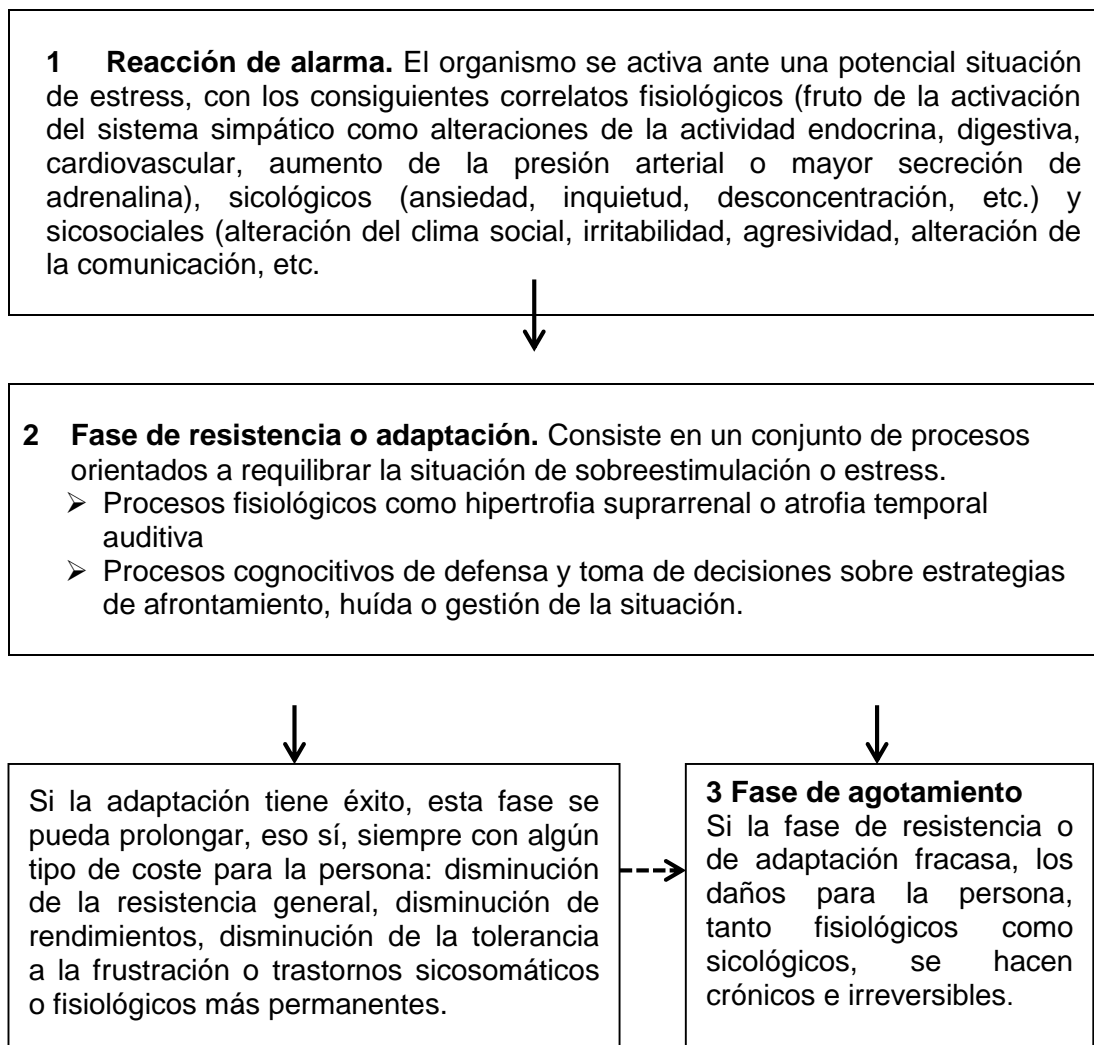 1 Reacción de alarma. El organismo se activa ante una potencial situación
de estress, con los consiguientes correlatos fisiológicos (fruto de la activación
del sistema simpático como alteraciones de la actividad endocrina, digestiva,
cardiovascular, aumento de la presión arterial o mayor secreción de
adrenalina), sicológicos (ansiedad, inquietud, desconcentración, etc.) y
sicosociales (alteración del clima social, irritabilidad, agresividad, alteración de
la comunicación, etc.
2 Fase de resistencia o adaptación. Consiste en un conjunto de procesos
orientados a requilibrar la situación de sobreestimulación o estress.
➢ Procesos fisiológicos como hipertrofia suprarrenal o atrofia temporal
auditiva
➢ Procesos cognocitivos de defensa y toma de decisiones sobre estrategias
de afrontamiento, huída o gestión de la situación.
Si la adaptación tiene éxito, esta fase se
pueda prolongar, eso sí, siempre con algún
tipo de coste para la persona: disminución
de la resistencia general, disminución de
rendimientos, disminución de la tolerancia
a la frustración o trastornos sicosomáticos
o fisiológicos más permanentes.
3 Fase de agotamiento
Si la fase de resistencia o
de adaptación fracasa, los
daños para la persona,
tanto fisiológicos como
sicológicos, se hacen
crónicos e irreversibles.